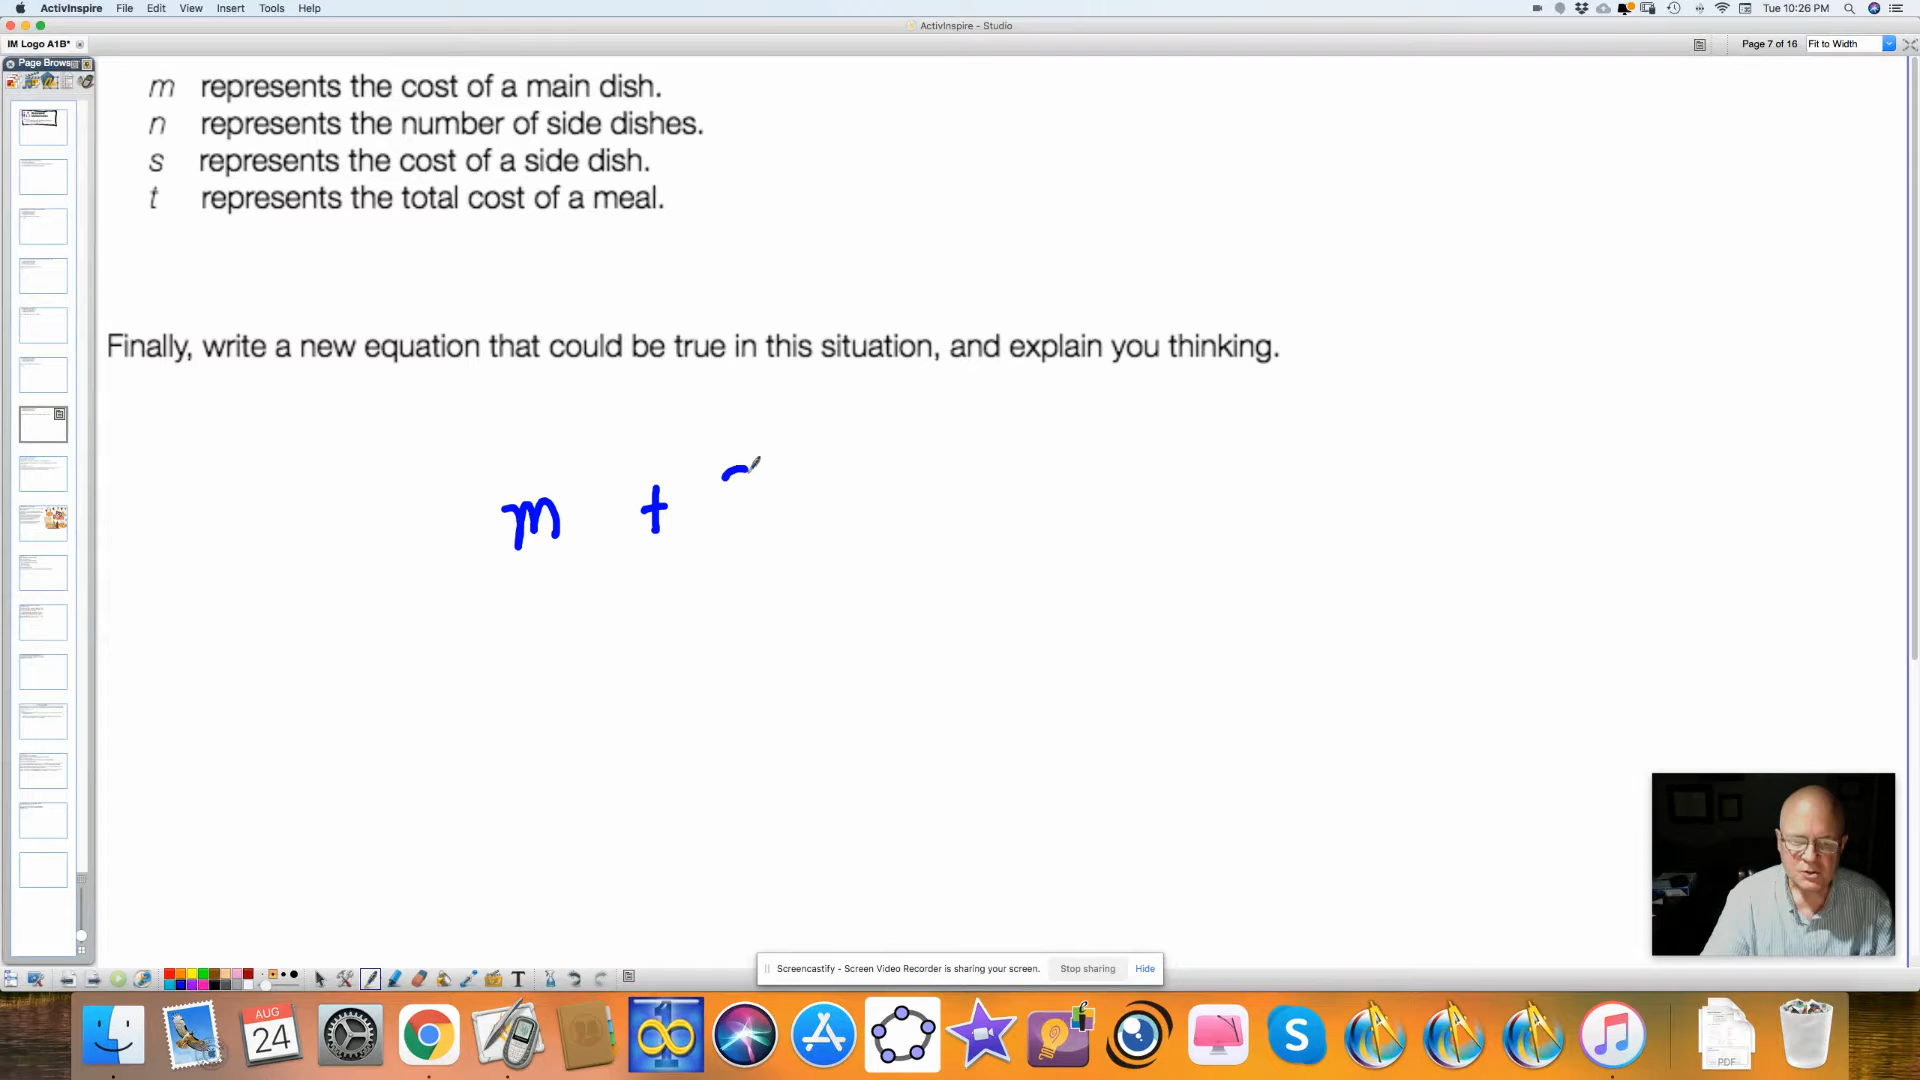 ActivInspire File Edit View Insert Tools Help Tue 10:26 PM
ActivInspire - Studio
IM Logo A1B* Page 7 of 16 Fit to Width
Page Brows
m represents the cost of a main dish.
n represents the number of side dishes.
s represents the cost of a side dish.
t represents the total cost of a meal.
Finally, write a new equation that could be true in this situation, and explain you thinking.
m +
Screencastify - Screen Video Recorder is sharing your screen. Stop sharing Hide
AUG
24
PDF